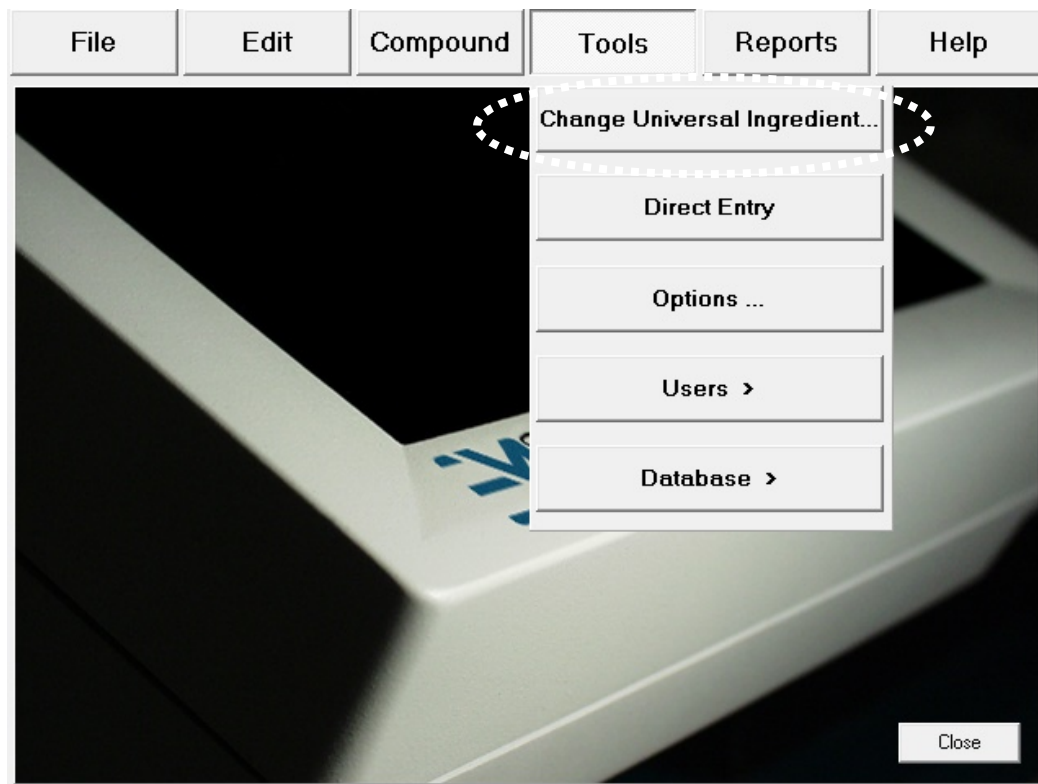 File Edit Compound Tools Reports Help
Change Universal Ingredient...
Direct Entry
Options ...
Users >
Database >
Close